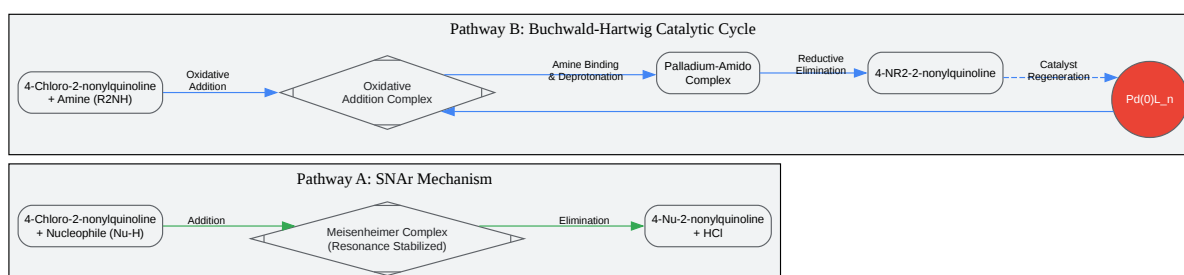 Pathway B: Buchwald-Hartwig Catalytic Cycle
4-Chloro-2-nonylquinoline
+ Amine (R2NH)
Oxidative
Addition
Oxidative
Addition Complex
Amine Binding
& Deprotonation
Palladium-Amido
Complex
Reductive
Elimination
4-NR2-2-nonylquinoline
Catalyst
Regeneration
Pd(0)L_n
Pathway A: SNAr Mechanism
4-Chloro-2-nonylquinoline
+ Nucleophile (Nu-H)
Addition
Meisenheimer Complex
(Resonance Stabilized)
Elimination
4-Nu-2-nonylquinoline
+ HCl